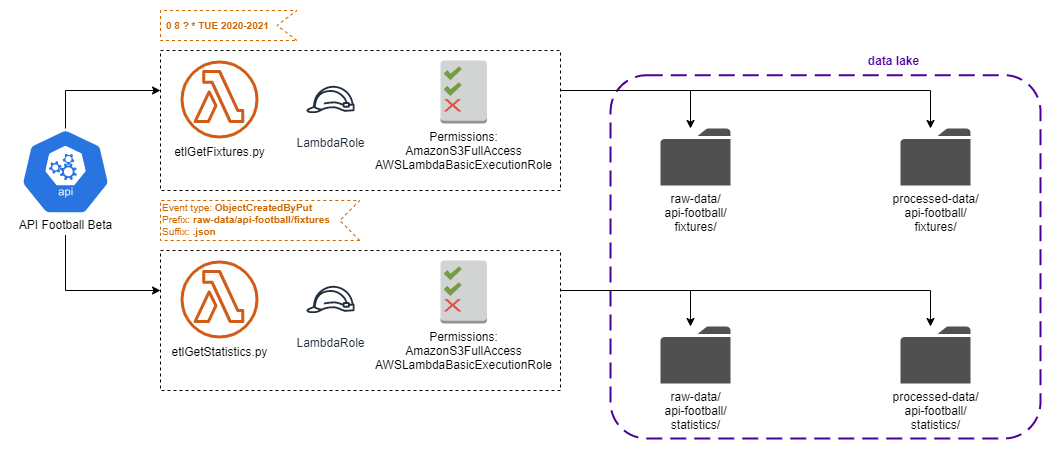 0 8 ? * TUE 2020-2021
data lake
etlGetFixtures.py
LambdaRole
Permissions:
AmazonS3FullAccess
AWSLambdaBasicExecutionRole
api
API Football Beta
raw-data/
api-football/
fixtures/
processed-data/
api-football/
fixtures/
Event type: ObjectCreatedByPut
Prefix: raw-data/api-football/fixtures
Suffix: .json
etlGetStatistics.py
LambdaRole
Permissions:
AmazonS3FullAccess
AWSLambdaBasicExecutionRole
raw-data/
api-football/
statistics/
processed-data/
api-football/
statistics/